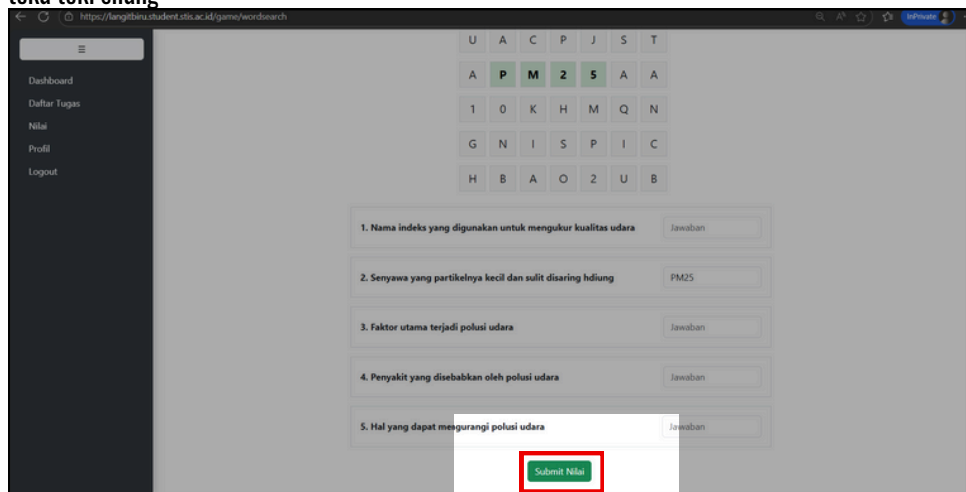 https://langitbiru.student.stis.ac.id/game/wordsearch
InPrivate
Dashboard
Daftar Tugas
Nilai
Profil
Logout
U A C P J S T
A P M 2 5 A A
1 0 K H M Q N
G N I S P I C
H B A O 2 U B
1. Nama indeks yang digunakan untuk mengukur kualitas udara
Jawaban
2. Senyawa yang partikelnya kecil dan sulit disaring hdiung
PM25
3. Faktor utama terjadi polusi udara
Jawaban
4. Penyakit yang disebabkan oleh polusi udara
Jawaban
5. Hal yang dapat mengurangi polusi udara
Jawaban
Submit Nilai